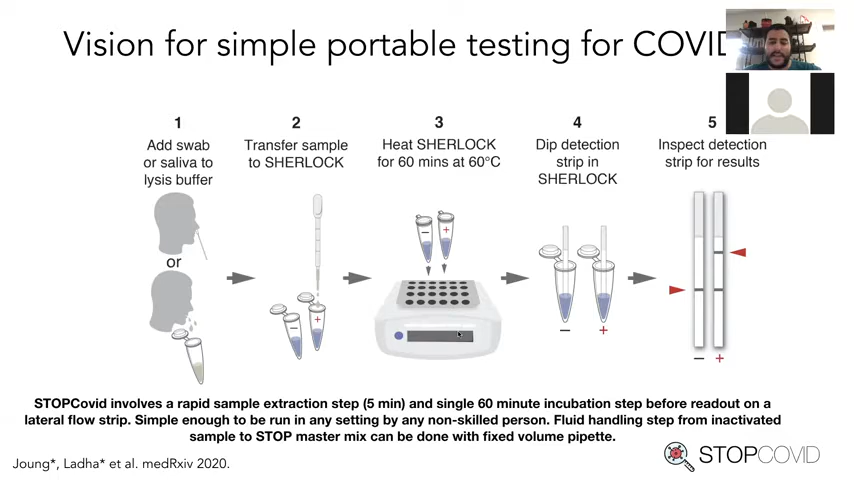 Vision for simple portable testing for COVID
1
Add swab
or saliva to
lysis buffer
or
2
Transfer sample
to SHERLOCK
−
+
3
Heat SHERLOCK
for 60 mins at 60°C
−
+
4
Dip detection
strip in
SHERLOCK
−
+
5
Inspect detection
strip for results
−
+
STOPCovid involves a rapid sample extraction step (5 min) and single 60 minute incubation step before readout on a
lateral flow strip. Simple enough to be run in any setting by any non-skilled person. Fluid handling step from inactivated
sample to STOP master mix can be done with fixed volume pipette.
Joung*, Ladha* et al. medRxiv 2020.
STOPCOVID